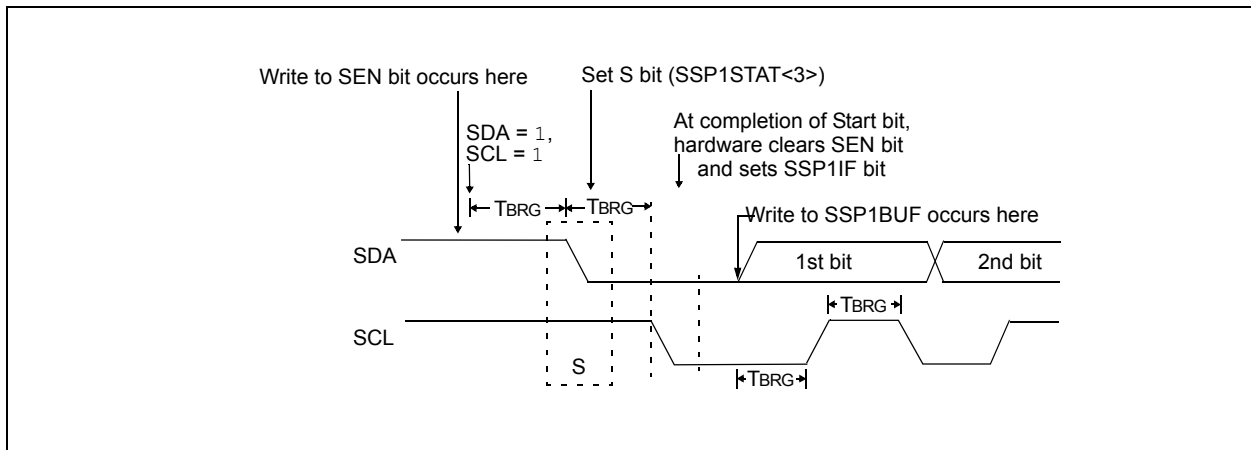 Write to SEN bit occurs here
Set S bit (SSP1STAT<3>)
SDA = 1,
SCL = 1
At completion of Start bit,
hardware clears SEN bit
and sets SSP1IF bit
TBRG
TBRG
Write to SSP1BUF occurs here
SDA
1st bit
2nd bit
TBRG
SCL
S
TBRG